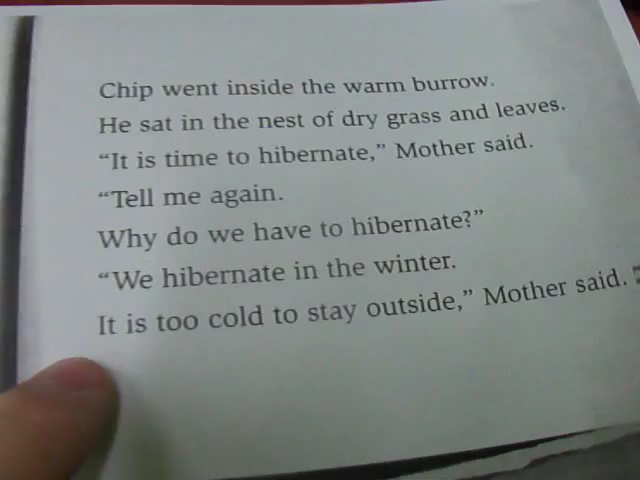 Chip went inside the warm burrow.
He sat in the nest of dry grass and leaves.
“It is time to hibernate,” Mother said.
“Tell me again.
Why do we have to hibernate?”
“We hibernate in the winter.
It is too cold to stay outside,” Mother said.